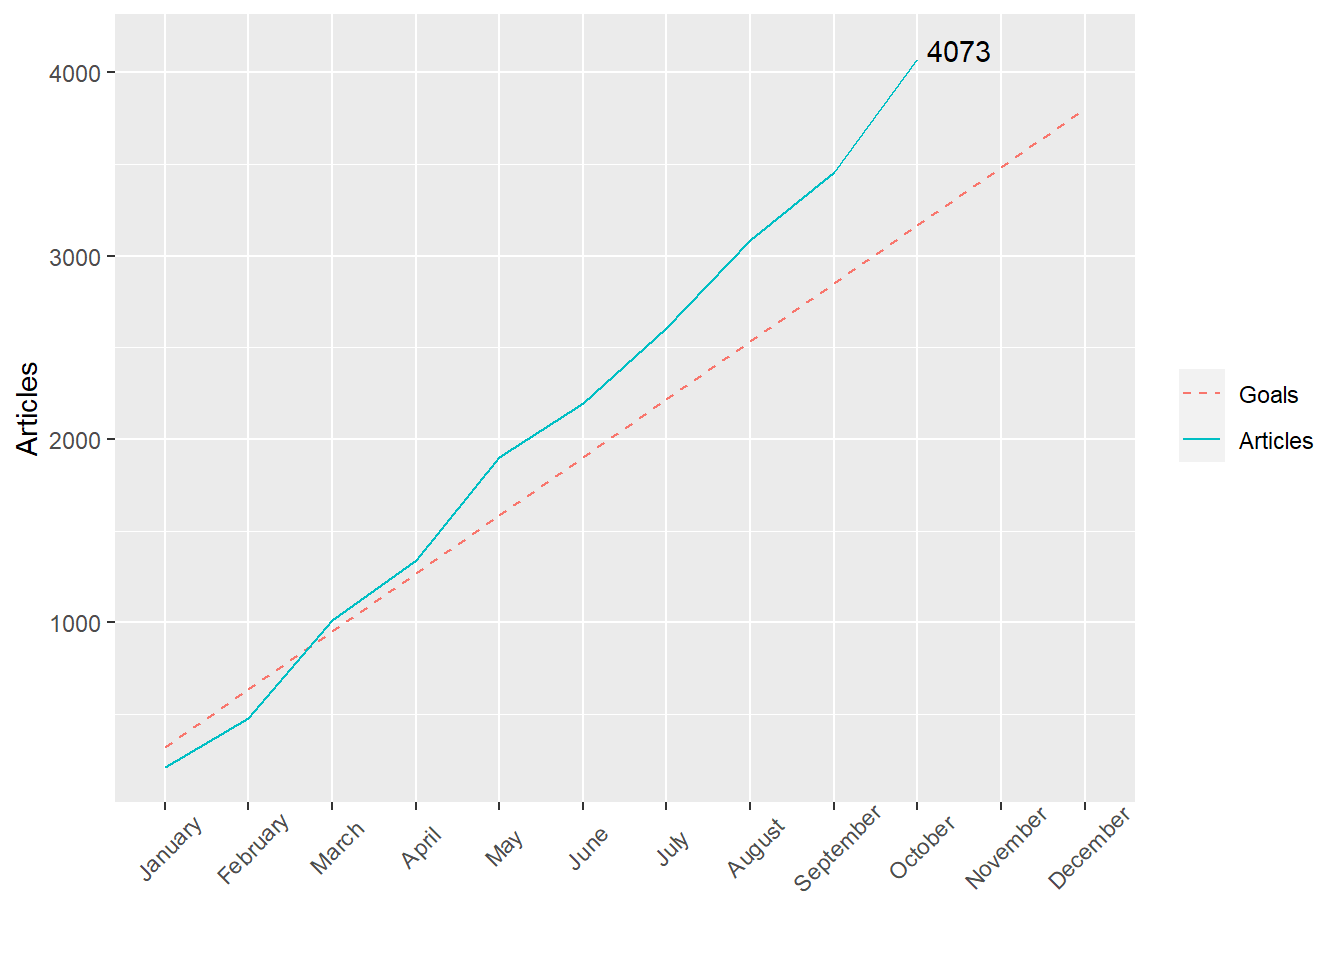 4073
4000
3000
2000
1000
Articles
January
February
March
April
May
June
July
August
September
October
November
December
Goals
Articles